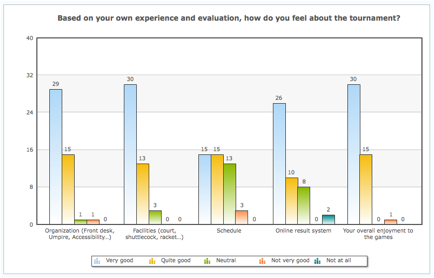 Based on your own experience and evaluation, how do you feel about the tournament?
40
32
24
16
8
0
29 15 1 1 0
30 13 3 0 0
15 15 13 3 0
26 10 8 0 2
30 15 0 1 0
Organization (Front desk,
Umpire, Accessibility...)
Facilities (court,
shuttlecock, racket...)
Schedule
Online result system
Your overall enjoyment to
the games
Very good Quite good Neutral Not very good Not at all